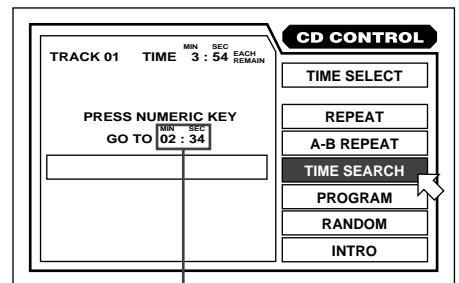 CD CONTROL
TRACK 01 TIME MIN 3 : SEC 54 EACH REMAIN
PRESS NUMERIC KEY
GO TO MIN 02 : SEC 34
TIME SELECT
REPEAT
A-B REPEAT
TIME SEARCH
PROGRAM
RANDOM
INTRO